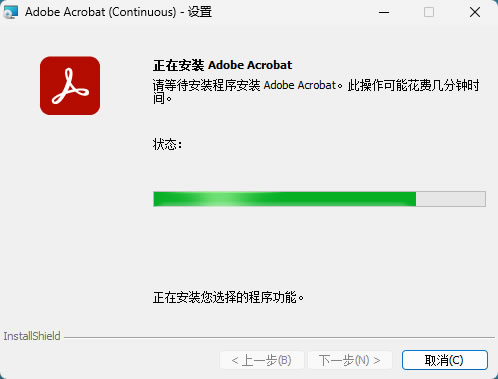 Adobe Acrobat (Continuous) - 设置
正在安装 Adobe Acrobat
请等待安装程序安装 Adobe Acrobat。此操作可能花费几分钟时
间。
状态：
正在安装您选择的程序功能。
InstallShield
< 上一步(B)
下一步(N) >
取消(C)